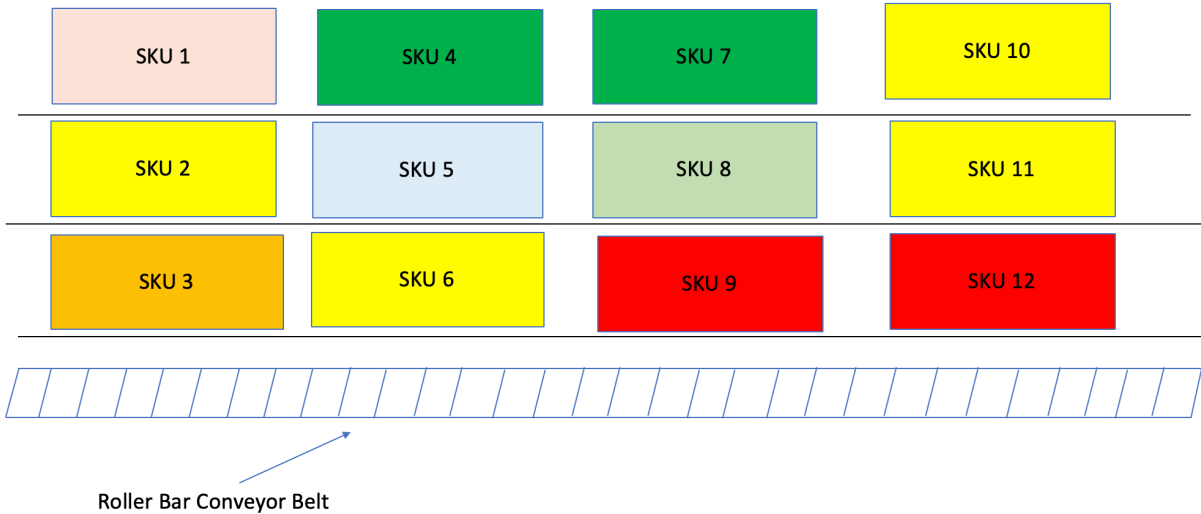 SKU 1
SKU 4
SKU 7
SKU 10
SKU 2
SKU 5
SKU 8
SKU 11
SKU 3
SKU 6
SKU 9
SKU 12
Roller Bar Conveyor Belt